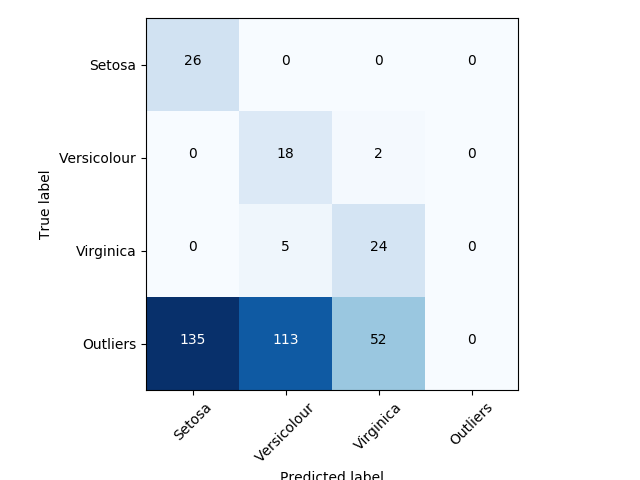 True label
Setosa 26 0 0 0
Versicolour 0 18 2 0
Virginica 0 5 24 0
Outliers 135 113 52 0
Setosa Versicolour Virginica Outliers
Predicted label